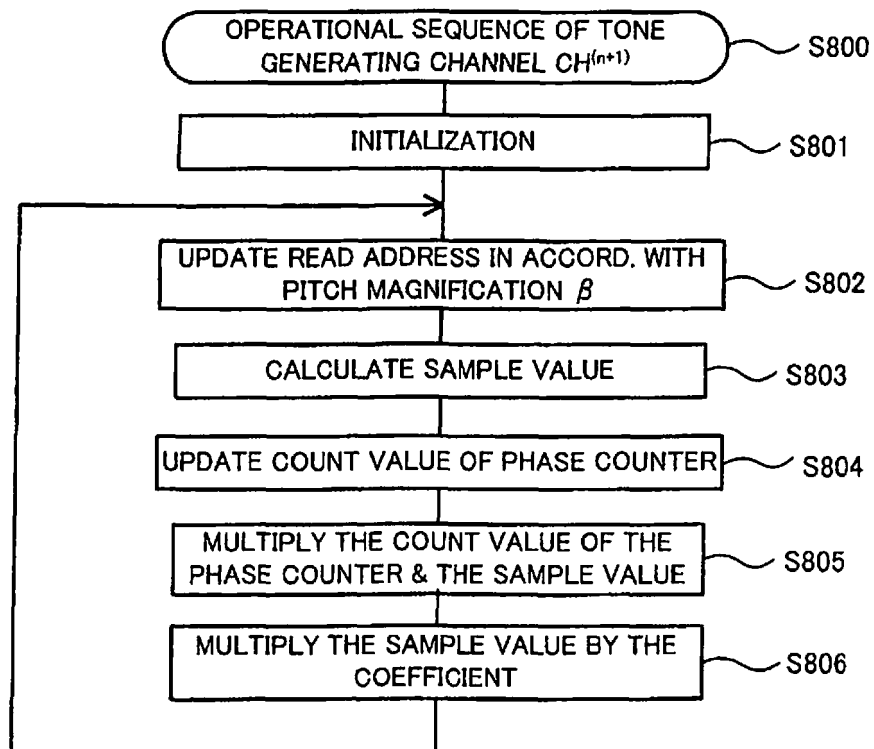 OPERATIONAL SEQUENCE OF TONE
GENERATING CHANNEL CH(n+1)
S800
INITIALIZATION
S801
UPDATE READ ADDRESS IN ACCORD. WITH
PITCH MAGNIFICATION β
S802
CALCULATE SAMPLE VALUE
S803
UPDATE COUNT VALUE OF PHASE COUNTER
S804
MULTIPLY THE COUNT VALUE OF THE
PHASE COUNTER & THE SAMPLE VALUE
S805
MULTIPLY THE SAMPLE VALUE BY THE
COEFFICIENT
S806